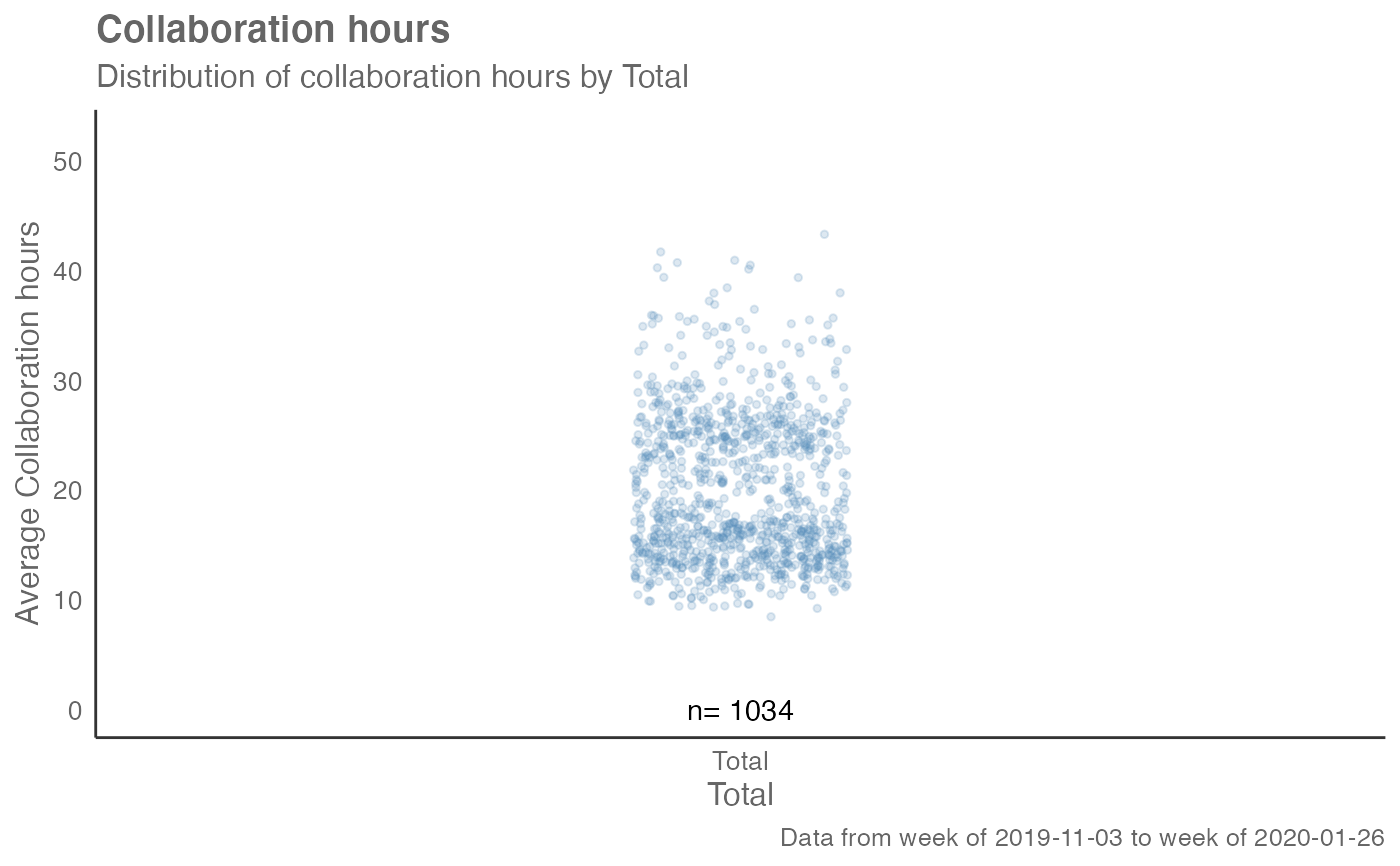 Collaboration hours
Distribution of collaboration hours by Total
Average Collaboration hours
50
40
30
20
10
0
n= 1034
Total
Total
Data from week of 2019-11-03 to week of 2020-01-26